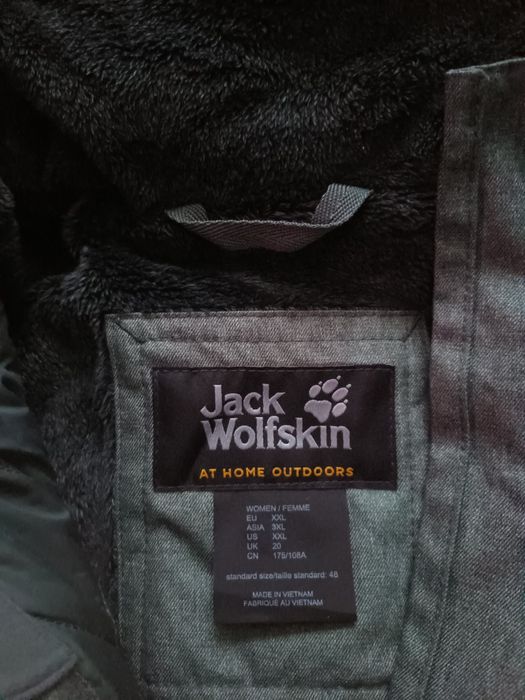 Jack
Wolfskin
AT HOME OUTDOORS
WOMEN / FEMME
EU XXL
ASIA 3XL
US XXL
UK 20
CN 175/108A
standard size/taille standard: 48
MADE IN VIETNAM
FABRIQUÉ AU VIETNAM